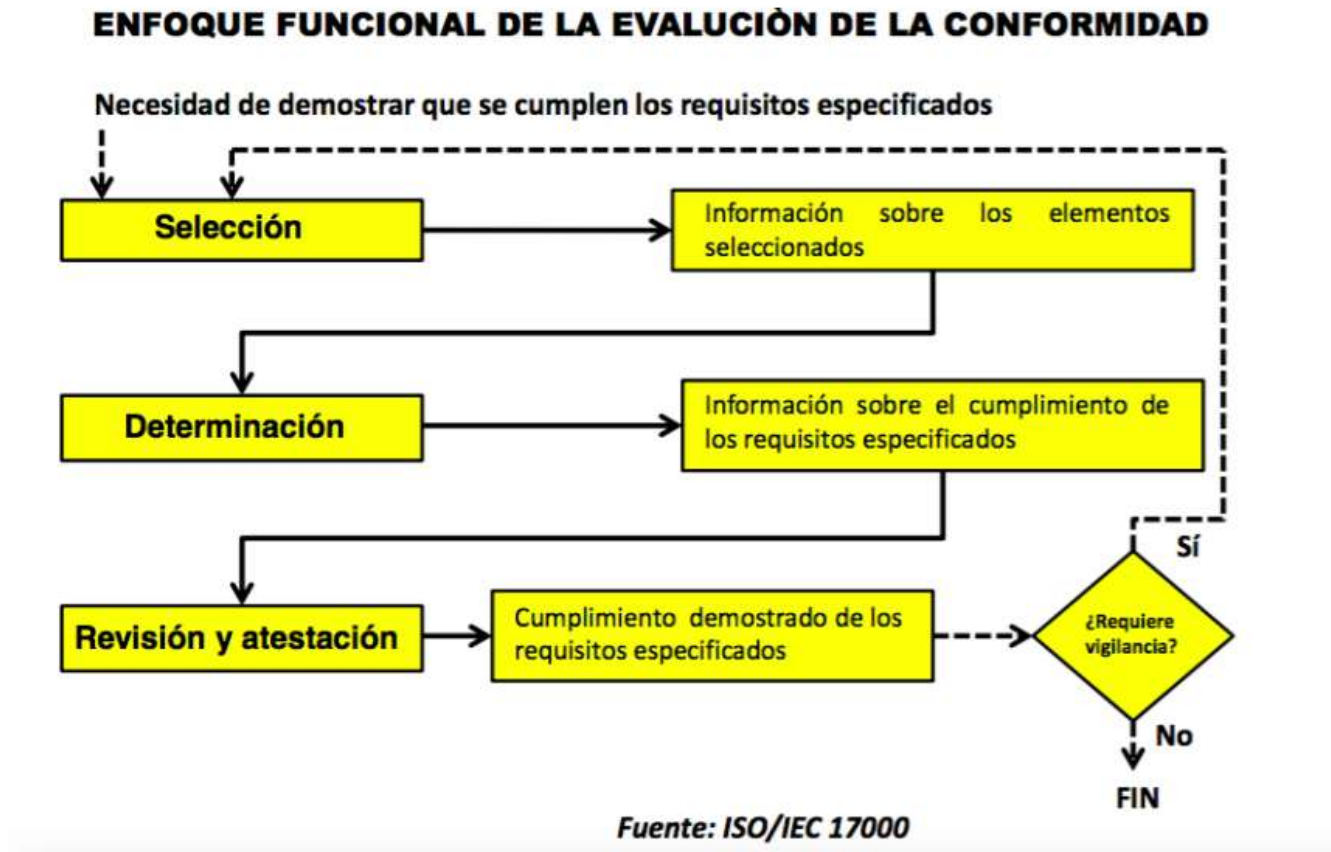 ENFOQUE FUNCIONAL DE LA EVALUCIÒN DE LA CONFORMIDAD
Necesidad de demostrar que se cumplen los requisitos especificados
Selección
Información sobre los elementos
seleccionados
Determinación
Información sobre el cumplimiento de
los requisitos especificados
Sí
Revisión y atestación
Cumplimiento demostrado de los
requisitos especificados
¿Requiere
vigilancia?
No
FIN
Fuente: ISO/IEC 17000